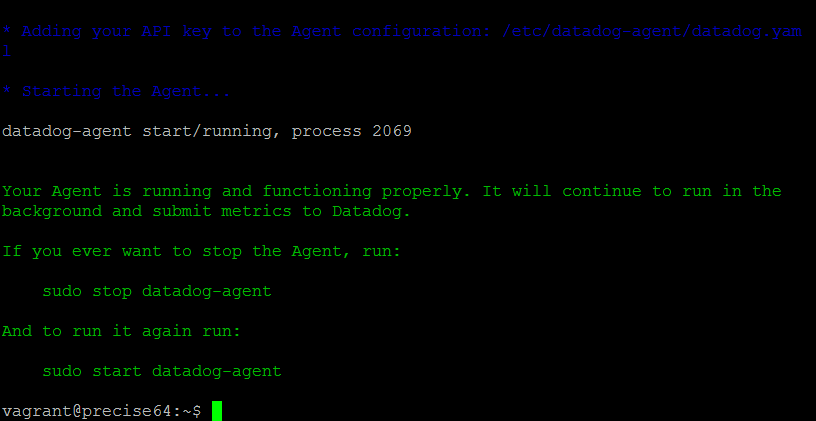 * Adding your API key to the Agent configuration: /etc/datadog-agent/datadog.yam
l
* Starting the Agent...
datadog-agent start/running, process 2069
Your Agent is running and functioning properly. It will continue to run in the
background and submit metrics to Datadog.
If you ever want to stop the Agent, run:
    sudo stop datadog-agent
And to run it again run:
    sudo start datadog-agent
vagrant@precise64:~$